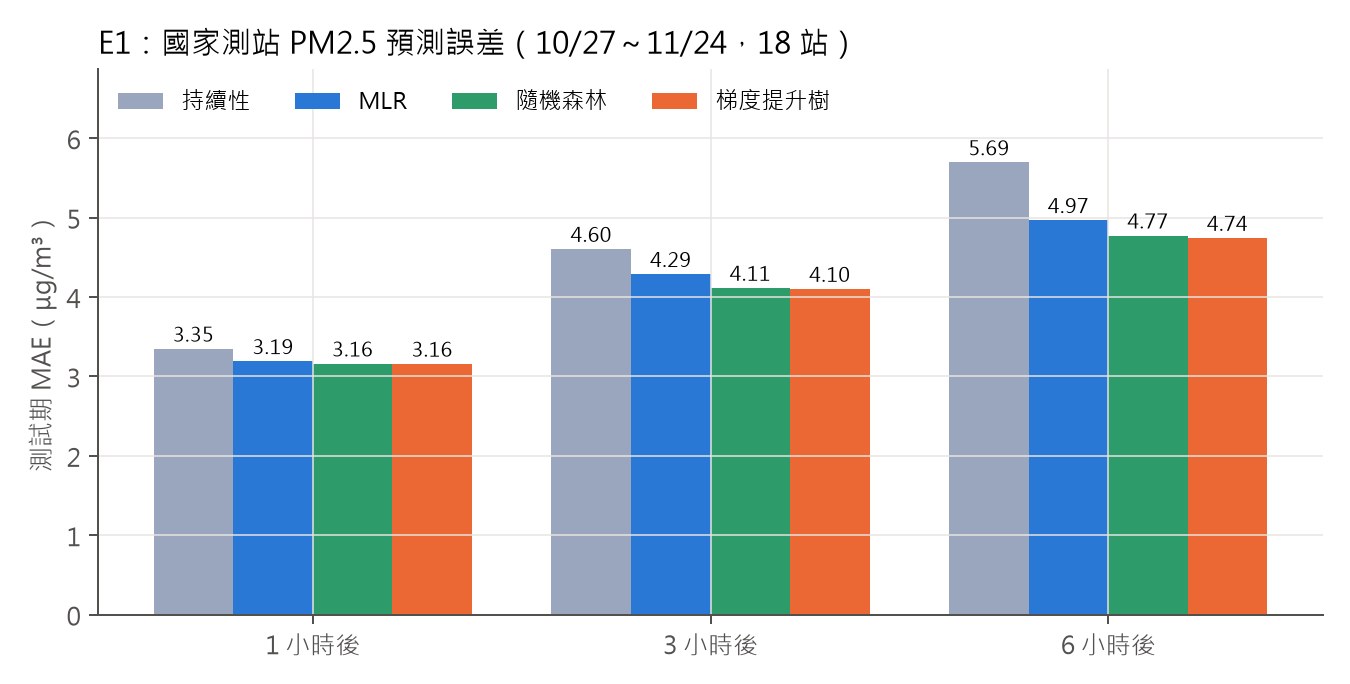 E1：國家測站 PM2.5 預測誤差（10/27～11/24，18 站）
持續性 MLR 隨機森林 梯度提升樹
測試期 MAE（μg/m³）
6
5
4
3
2
1
0
3.35 3.19 3.16 3.16
4.60 4.29 4.11 4.10
5.69 4.97 4.77 4.74
1 小時後 3 小時後 6 小時後